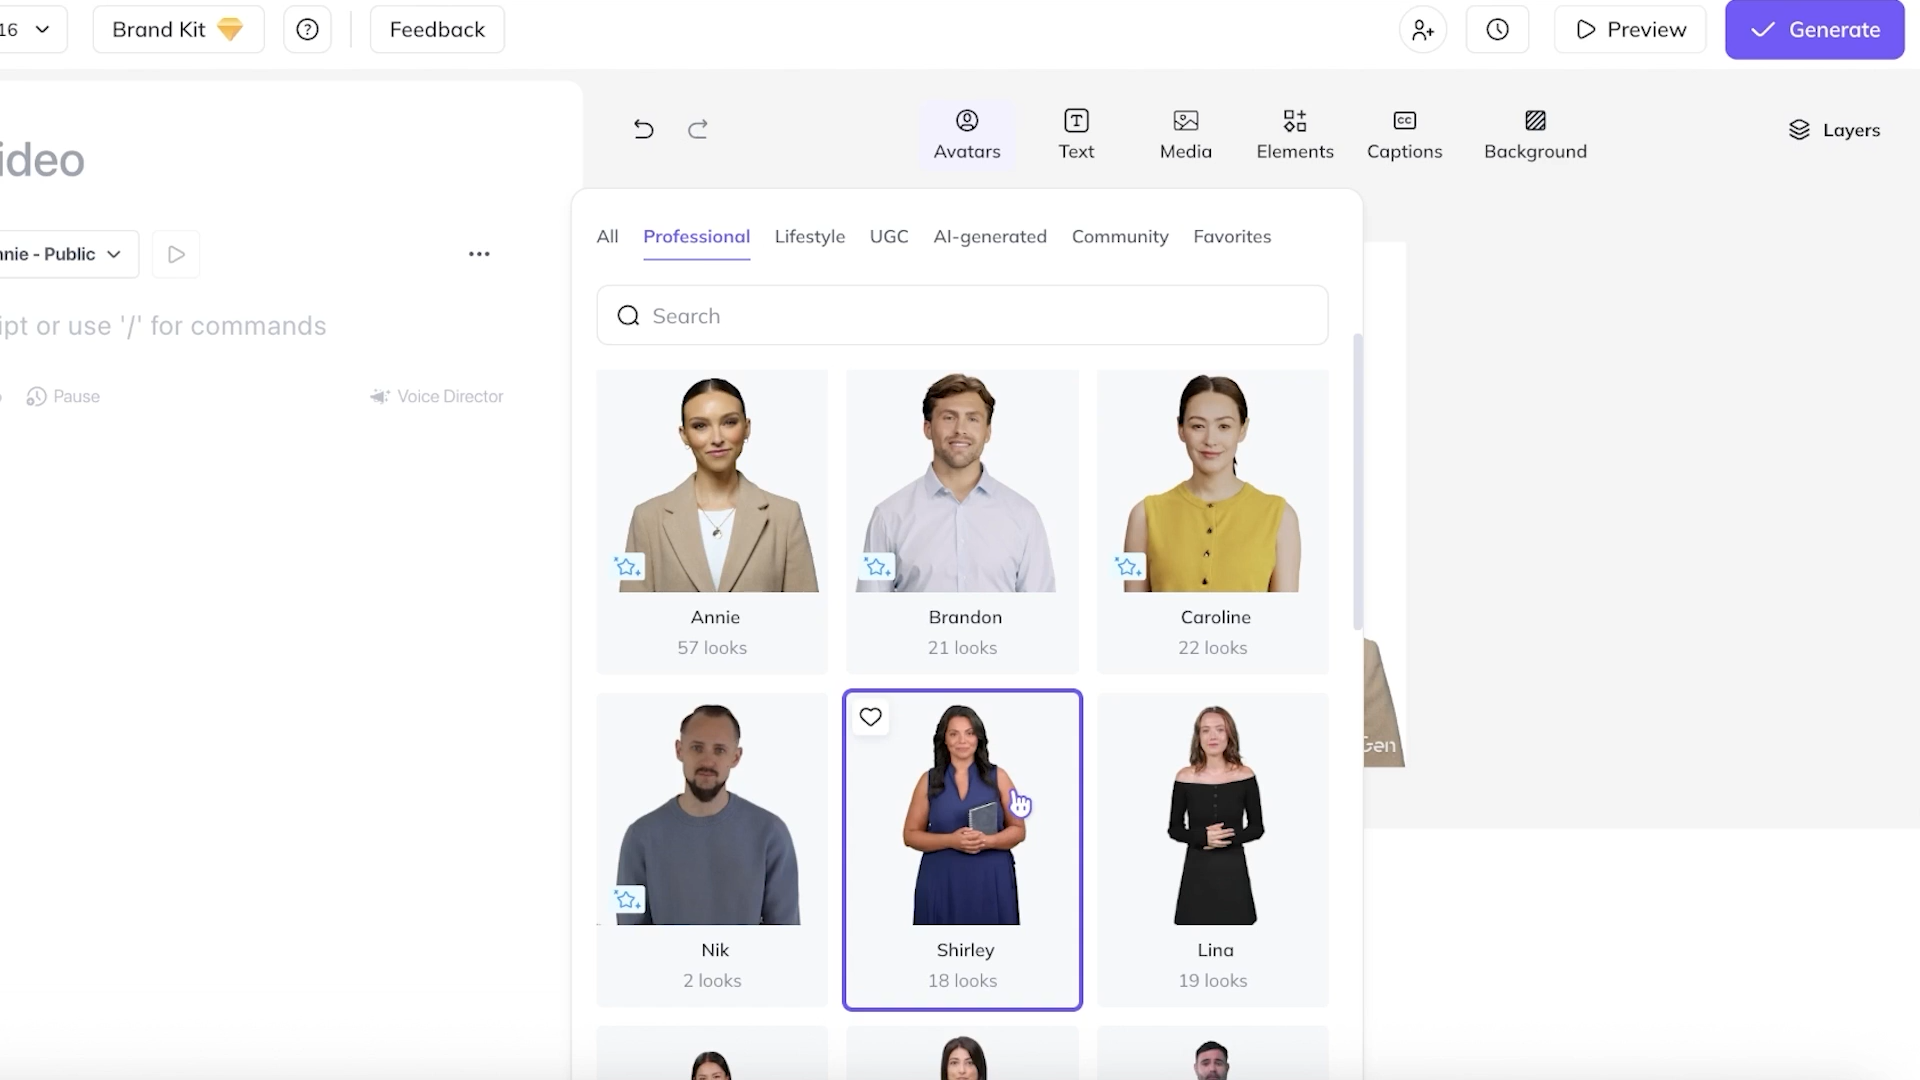 16
Brand Kit
Feedback
Preview
Generate
ideo
Avatars
Text
Media
Elements
CC
Captions
Background
Layers
nnie - Public
ipt or use '/' for commands
Pause
Voice Director
All
Professional
Lifestyle
UGC
AI-generated
Community
Favorites
Search
Annie
57 looks
Brandon
21 looks
Caroline
22 looks
Nik
2 looks
Shirley
18 looks
Lina
19 looks
Gen